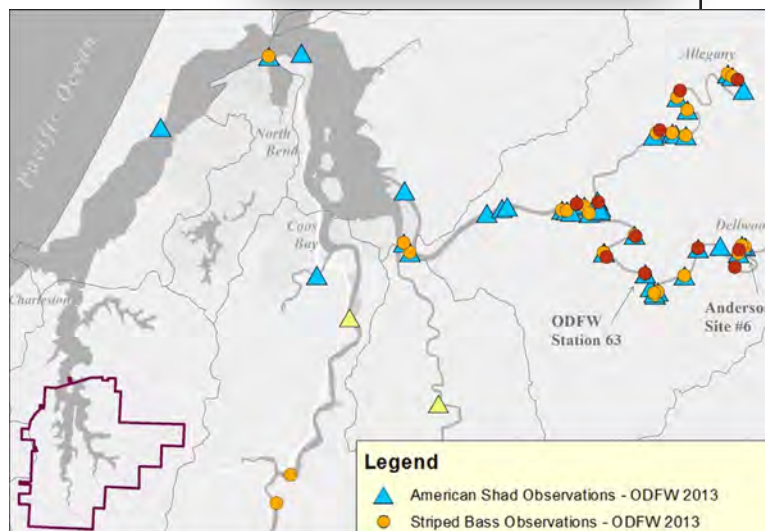 Pacific Ocean
Allegany
North
Bend
Coos
Bay
Dellwoo
Charleston
ODFW
Station 63
Anderso
Site #6
Legend
American Shad Observations - ODFW 2013
Striped Bass Observations - ODFW 2013